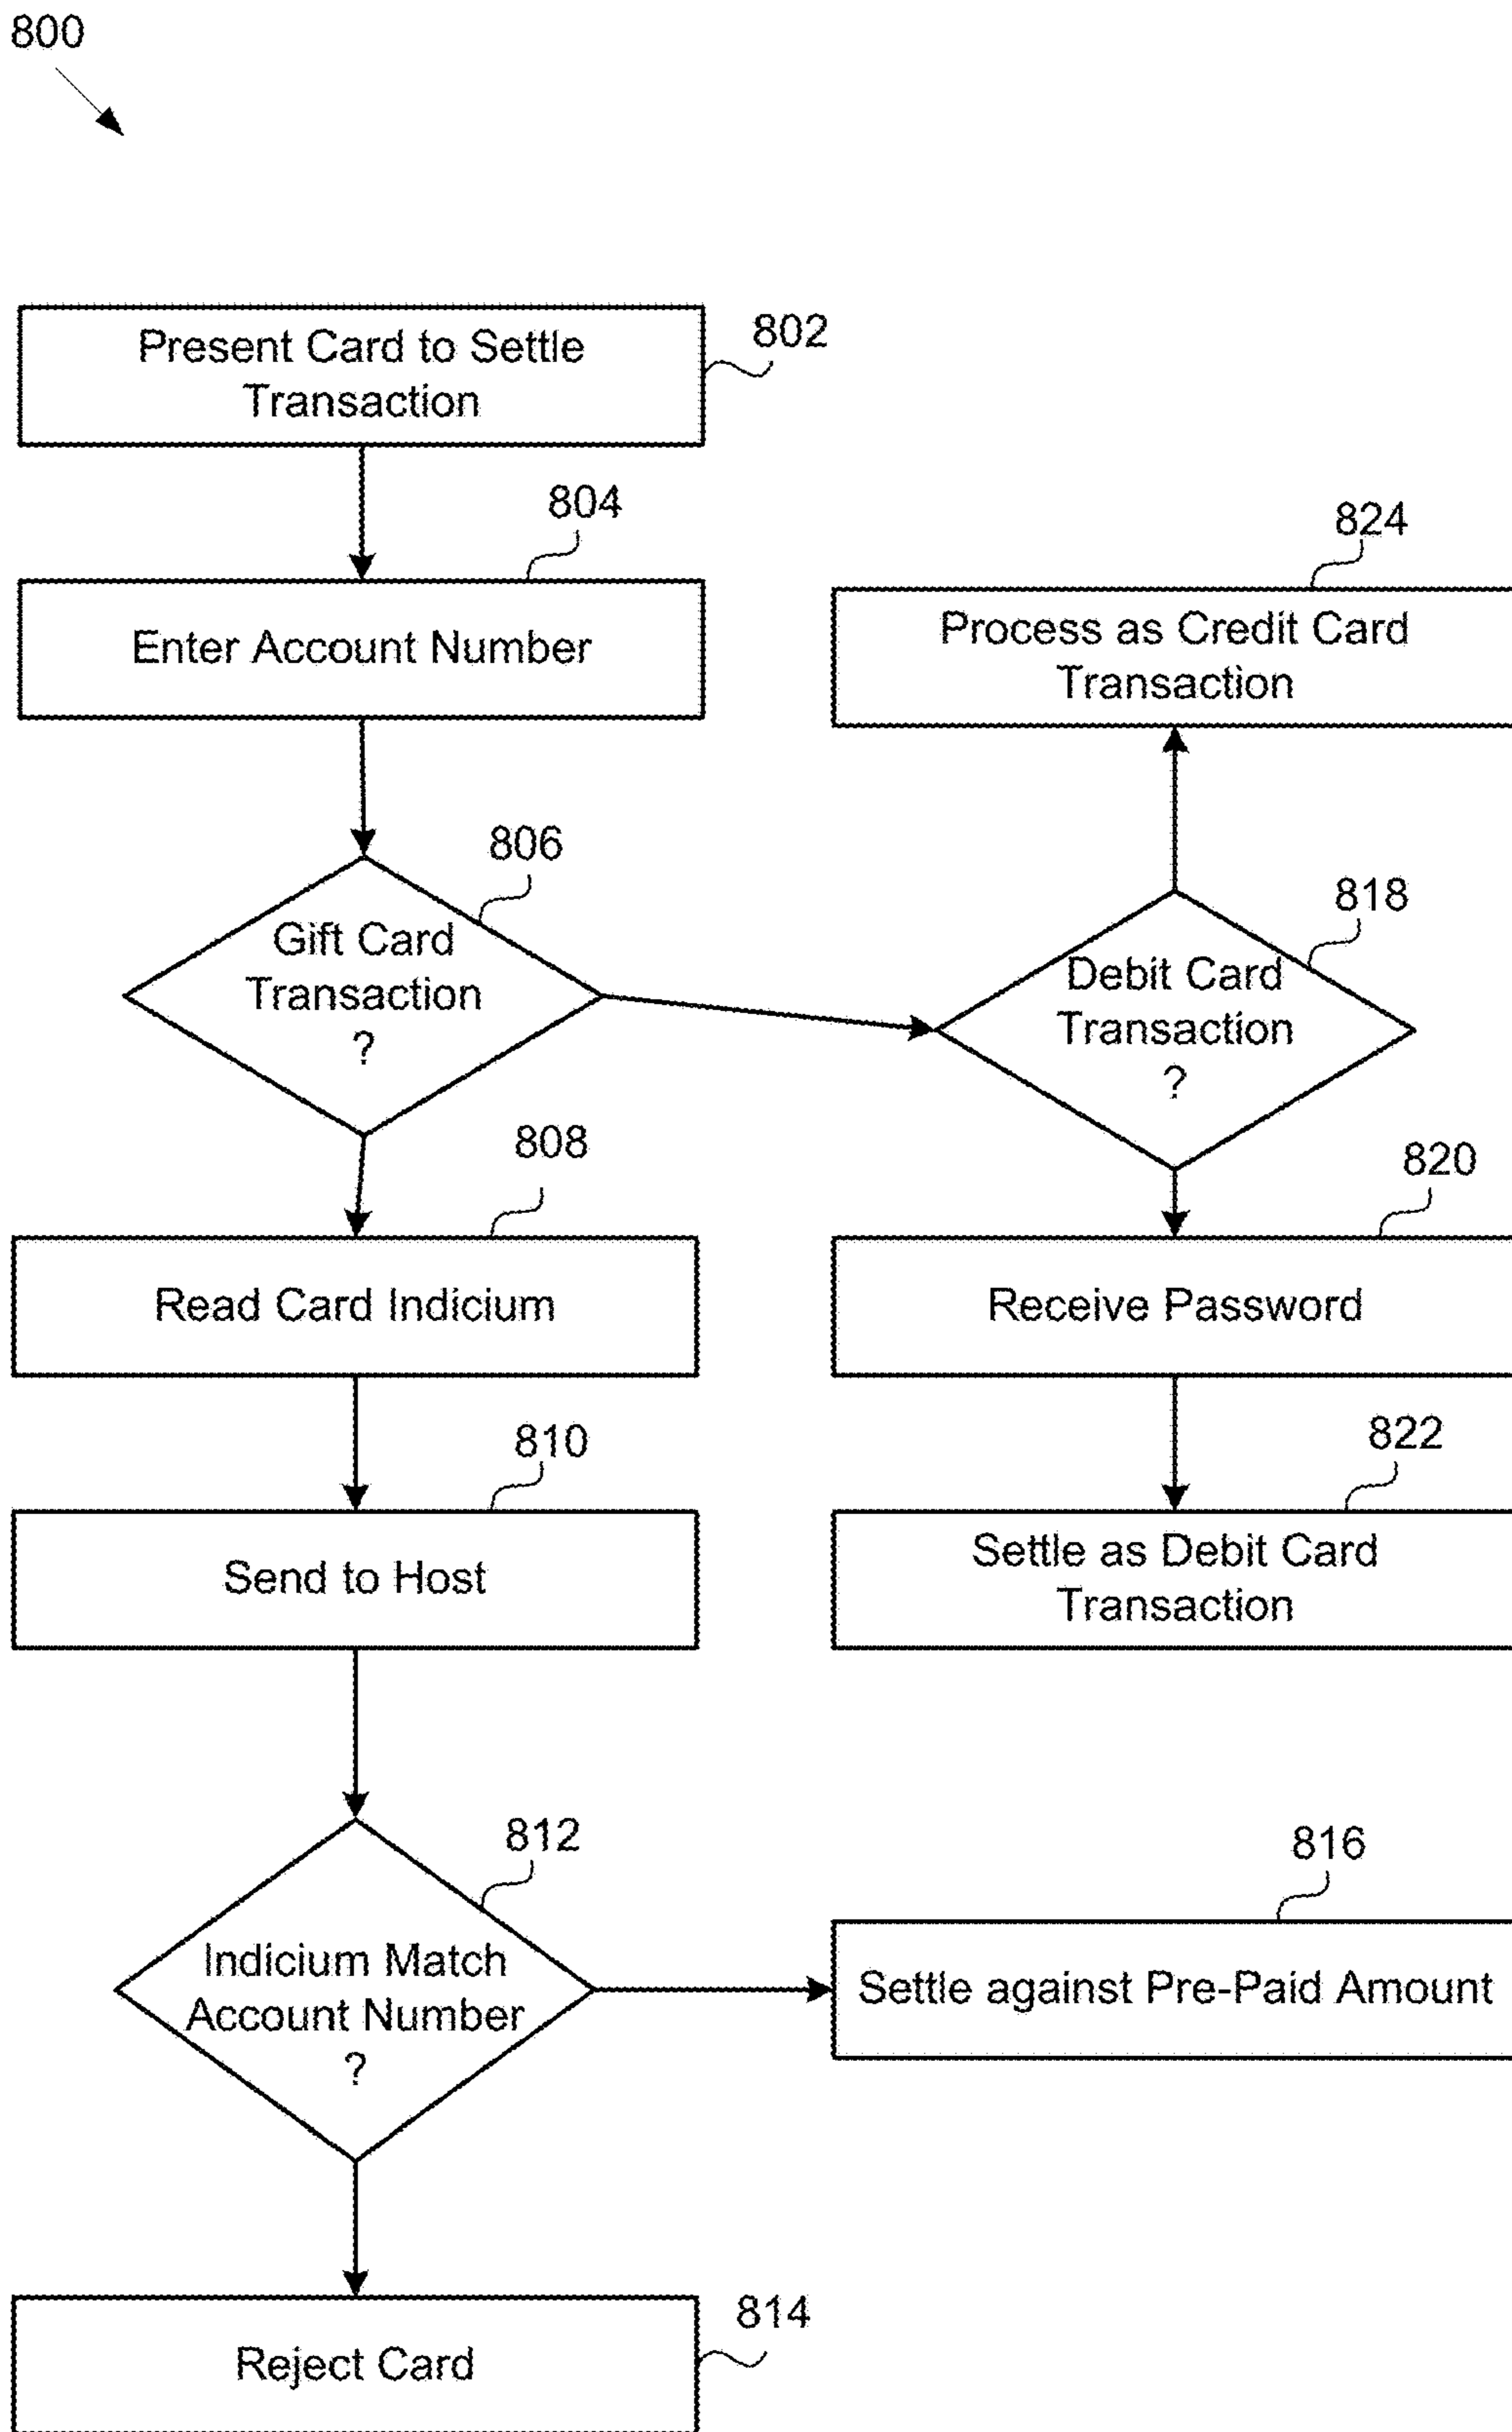 800
Present Card to Settle
Transaction
802
804
Enter Account Number
824
Process as Credit Card
Transaction
806
Gift Card
Transaction
?
818
Debit Card
Transaction
?
808
Read Card Indicium
820
Receive Password
810
Send to Host
822
Settle as Debit Card
Transaction
812
Indicium Match
Account Number
?
816
Settle against Pre-Paid Amount
814
Reject Card